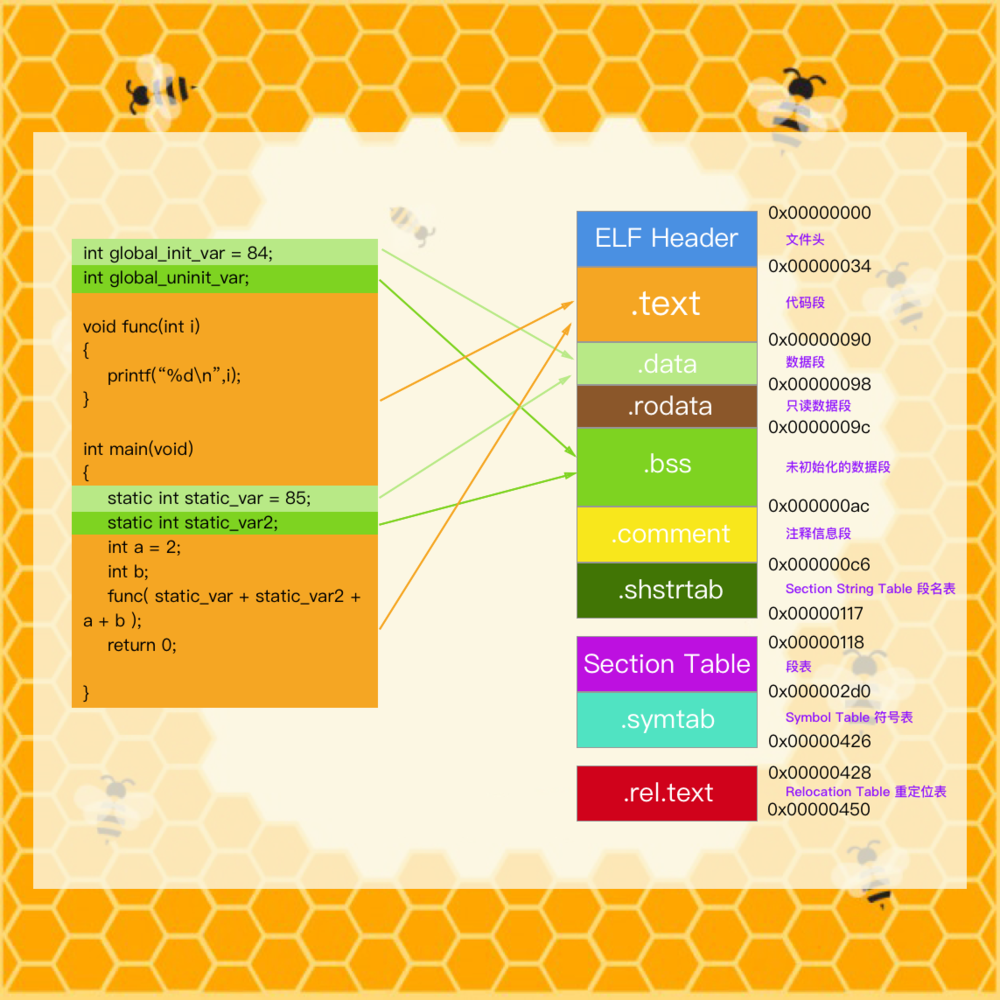 int global_init_var = 84;
int global_uninit_var;
void func(int i)
{
printf(“%d\n”,i);
}
int main(void)
{
static int static_var = 85;
static int static_var2;
int a = 2;
int b;
func( static_var + static_var2 +
a + b );
return 0;
}
0x00000000
ELF Header
文件头
0x00000034
.text
代码段
0x00000090
.data
数据段
0x00000098
.rodata
只读数据段
0x0000009c
.bss
未初始化的数据段
0x000000ac
.comment
注释信息段
0x000000c6
.shstrtab
Section String Table 段名表
0x00000117
0x00000118
Section Table
段表
0x000002d0
.symtab
Symbol Table 符号表
0x00000426
0x00000428
.rel.text
Relocation Table 重定位表
0x00000450